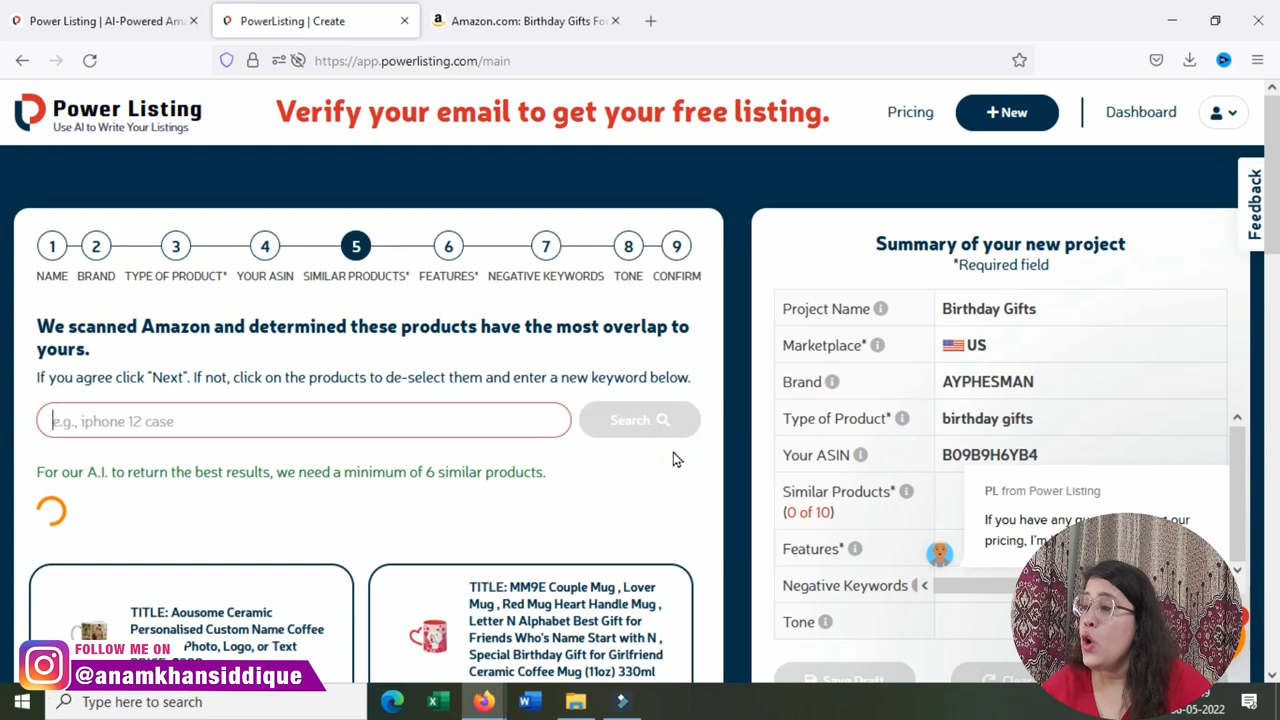 Power Listing | AI-Powered Am
PowerListing | Create
Amazon.com: Birthday Gifts Fo
https://app.powerlisting.com/main
Power Listing
Use AI to Write Your Listings
Verify your email to get your free listing.
Pricing
+New
Dashboard
Feedback
1
2
3
4
5
6
7
8
9
NAME
BRAND
TYPE OF PRODUCT*
YOUR ASIN
SIMILAR PRODUCTS*
FEATURES*
NEGATIVE KEYWORDS
TONE
CONFIRM
We scanned Amazon and determined these products have the most overlap to
yours.
If you agree click "Next". If not, click on the products to de-select them and enter a new keyword below.
e.g., iphone 12 case
Search
For our A.I. to return the best results, we need a minimum of 6 similar products.
TITLE: Aousome Ceramic
Personalised Custom Name Coffee
Photo, Logo, or Text
TITLE: MM9E Couple Mug , Lover
Mug , Red Mug Heart Handle Mug ,
Letter N Alphabet Best Gift for
Friends Who's Name Start with N ,
Special Birthday Gift for Girlfriend
Ceramic Coffee Mug (11oz) 330ml
Summary of your new project
*Required field
Project Name
Birthday Gifts
Marketplace*
US
Brand
AYPHESMAN
Type of Product*
birthday gifts
Your ASIN
B09B9H6YB4
Similar Products*
(0 of 10)
Features*
Negative Keywords
Tone
Save Draft
PL from Power Listing
If you have any
our
pricing, I'm
FOLLOW ME ON
@anamkhansiddique
Type here to search